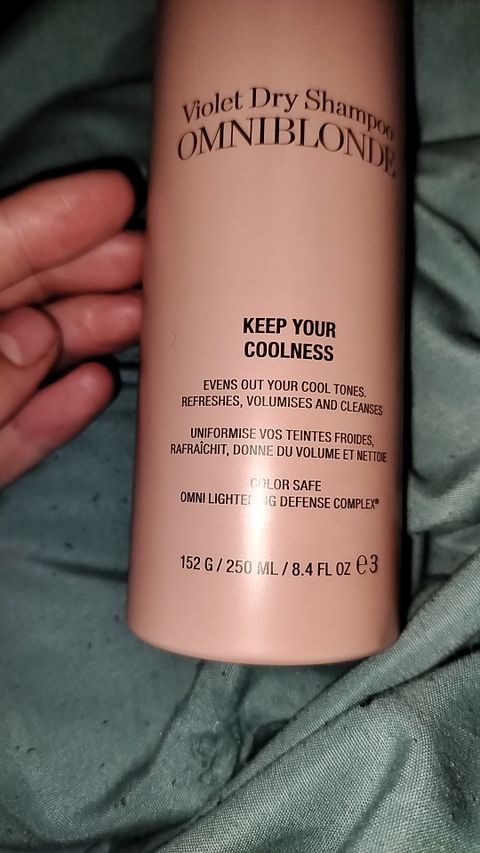 Violet Dry Shampoo
OMNIBLONDE
KEEP YOUR
COOLNESS
EVENS OUT YOUR COOL TONES.
REFRESHES, VOLUMISES AND CLEANSES
UNIFORMISE VOS TEINTES FROIDES,
RAFRAÎCHIT, DONNE DU VOLUME ET NETTOIE
COLOR SAFE
OMNI LIGHTENING DEFENSE COMPLEX®
152 G / 250 ML / 8.4 FL OZ e3